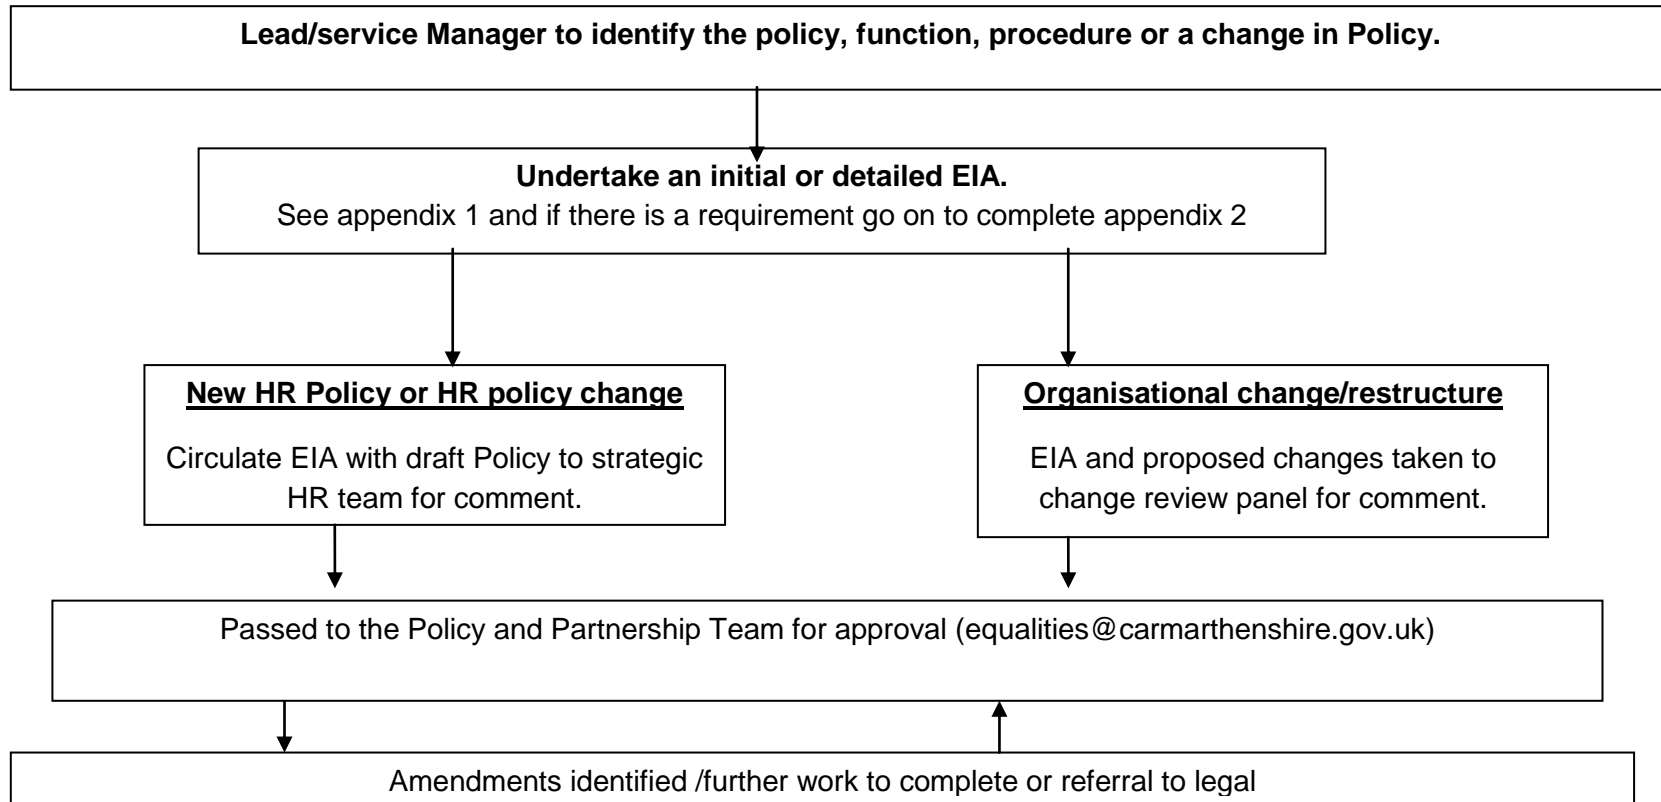 Lead/service Manager to identify the policy, function, procedure or a change in Policy.
Undertake an initial or detailed EIA.
See appendix 1 and if there is a requirement go on to complete appendix 2
New HR Policy or HR policy change
Circulate EIA with draft Policy to strategic
HR team for comment.
Organisational change/restructure
EIA and proposed changes taken to
change review panel for comment.
Passed to the Policy and Partnership Team for approval (equalities@carmarthenshire.gov.uk)
Amendments identified /further work to complete or referral to legal